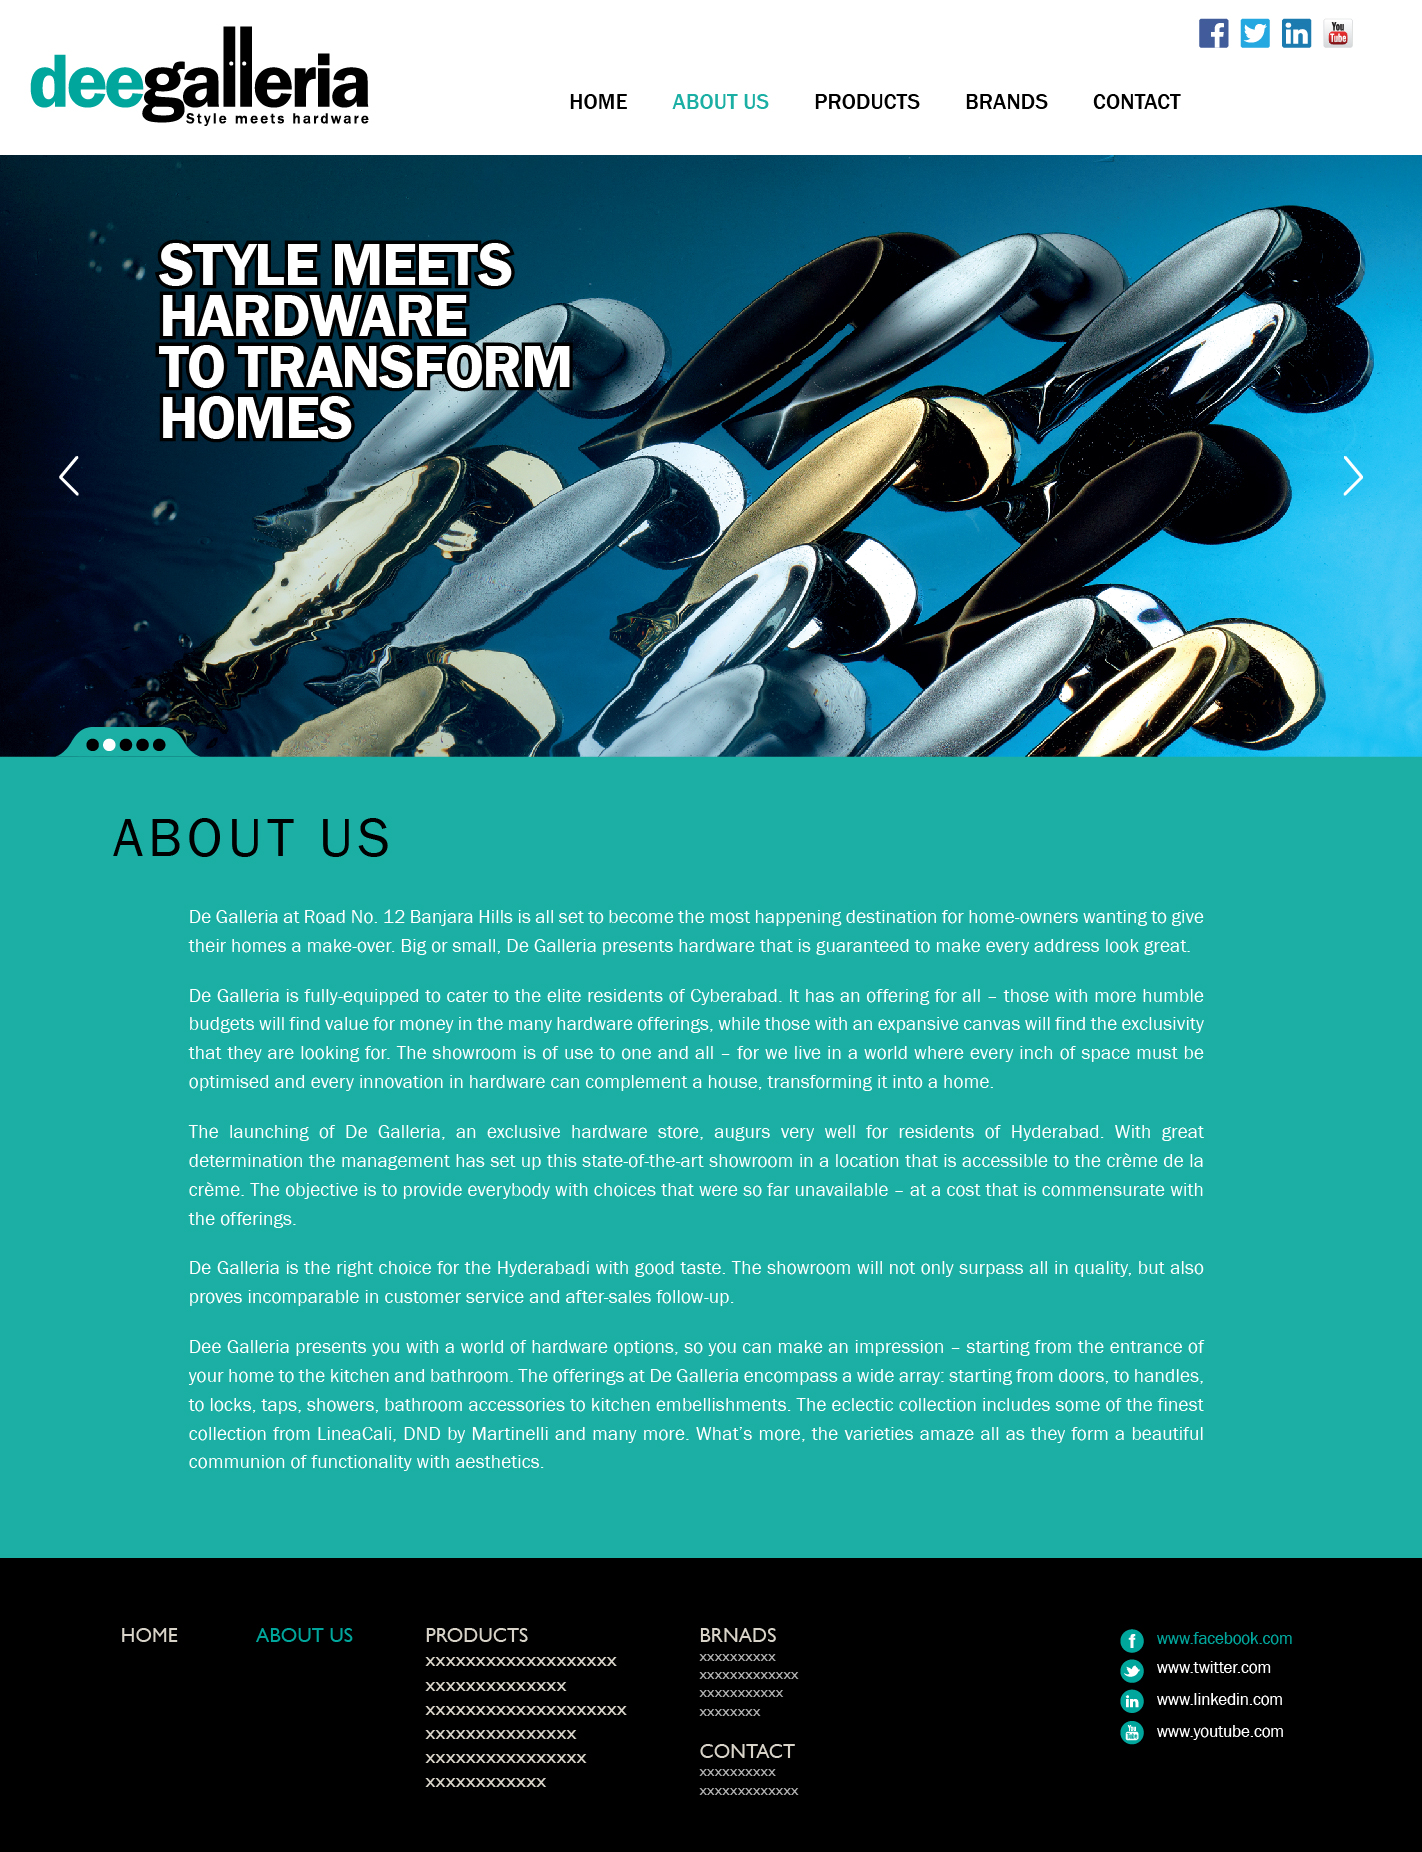 deegalleria
Style meets hardware
You
Tube
HOME ABOUT US PRODUCTS BRANDS CONTACT
STYLE MEETS
HARDWARE
TO TRANSFORM
HOMES
ABOUT US
De Galleria at Road No. 12 Banjara Hills is all set to become the most happening destination for home-owners wanting to give
their homes a make-over. Big or small, De Galleria presents hardware that is guaranteed to make every address look great.
De Galleria is fully-equipped to cater to the elite residents of Cyberabad. It has an offering for all – those with more humble
budgets will find value for money in the many hardware offerings, while those with an expansive canvas will find the exclusivity
that they are looking for. The showroom is of use to one and all – for we live in a world where every inch of space must be
optimised and every innovation in hardware can complement a house, transforming it into a home.
The launching of De Galleria, an exclusive hardware store, augurs very well for residents of Hyderabad. With great
determination the management has set up this state-of-the-art showroom in a location that is accessible to the crème de la
crème. The objective is to provide everybody with choices that were so far unavailable – at a cost that is commensurate with
the offerings.
De Galleria is the right choice for the Hyderabadi with good taste. The showroom will not only surpass all in quality, but also
proves incomparable in customer service and after-sales follow-up.
Dee Galleria presents you with a world of hardware options, so you can make an impression – starting from the entrance of
your home to the kitchen and bathroom. The offerings at De Galleria encompass a wide array: starting from doors, to handles,
to locks, taps, showers, bathroom accessories to kitchen embellishments. The eclectic collection includes some of the finest
collection from LineaCali, DND by Martinelli and many more. What's more, the varieties amaze all as they form a beautiful
communion of functionality with aesthetics.
HOME
ABOUT US
PRODUCTS
xxxxxxxxxxxxxxxxxxx
xxxxxxxxxxxxxx
xxxxxxxxxxxxxxxxxxxx
xxxxxxxxxxxxxxx
xxxxxxxxxxxxxxxx
xxxxxxxxxxxx
BRNADS
xxxxxxxxxx
xxxxxxxxxxxxx
xxxxxxxxxxx
xxxxxxxx
CONTACT
xxxxxxxxxx
xxxxxxxxxxxxx
www.facebook.com
www.twitter.com
www.linkedin.com
www.youtube.com